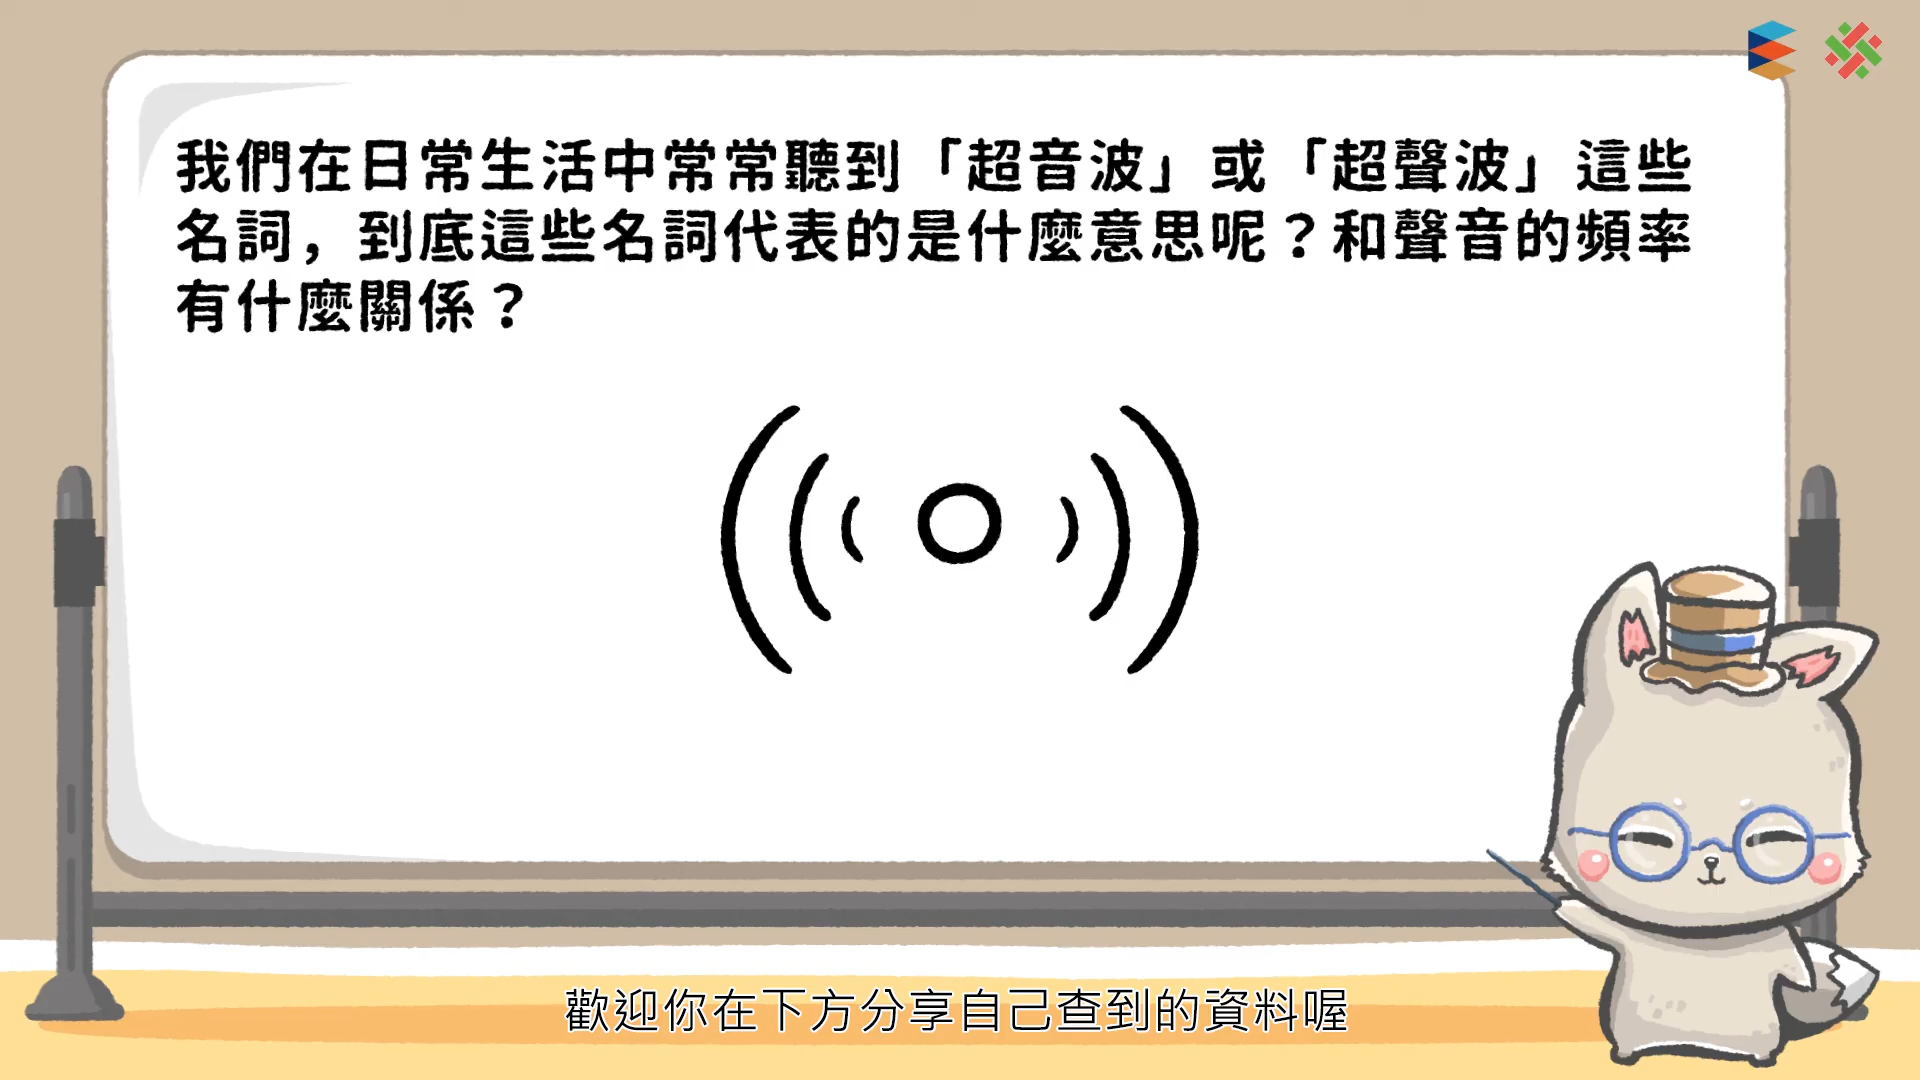 我們在日常生活中常常聽到「超音波」或「超聲波」這些
名詞，到底這些名詞代表的是什麼意思呢？和聲音的頻率
有什麼關係？
歡迎你在下方分享自己查到的資料喔